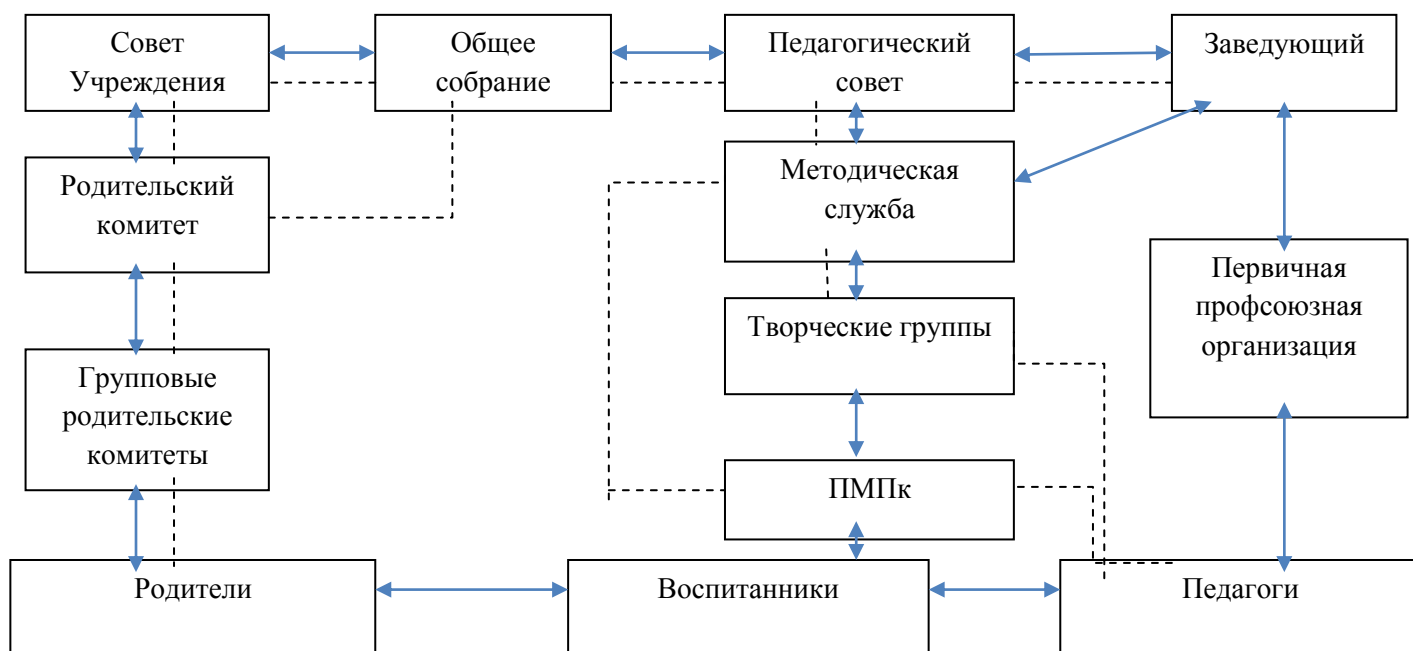 Совет
Учреждения
Общее
собрание
Педагогический
совет
Заведующий
Родительский
комитет
Методическая
служба
Первичная
профсоюзная
организация
Творческие группы
Групповые
родительские
комитеты
ПМПк
Родители
Воспитанники
Педагоги